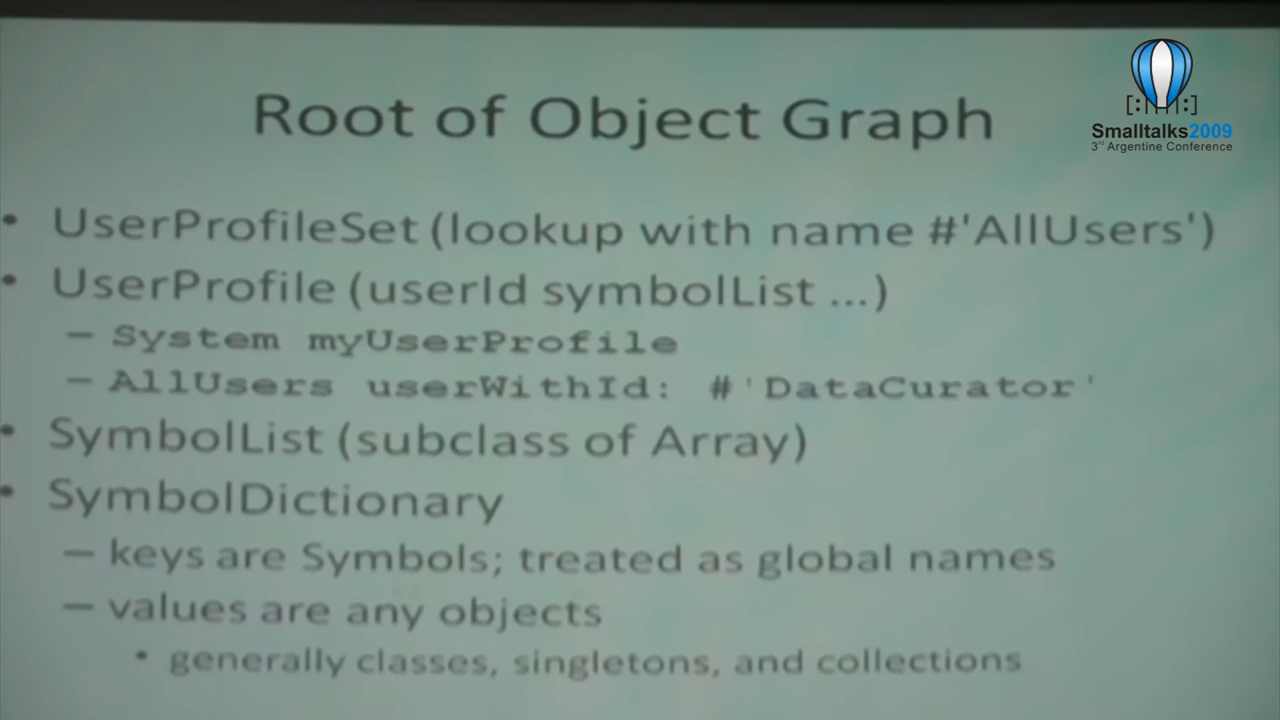 Root of Object Graph
[:||||:]
Smalltalks2009
3rd Argentine Conference
• UserProfileSet (lookup with name #'AllUsers')
• UserProfile (userId symbolList ...)
– System myUserProfile
– AllUsers userWithId: #'DataCurator'
• SymbolList (subclass of Array)
• SymbolDictionary
– keys are Symbols; treated as global names
– values are any objects
• generally classes, singletons, and collections